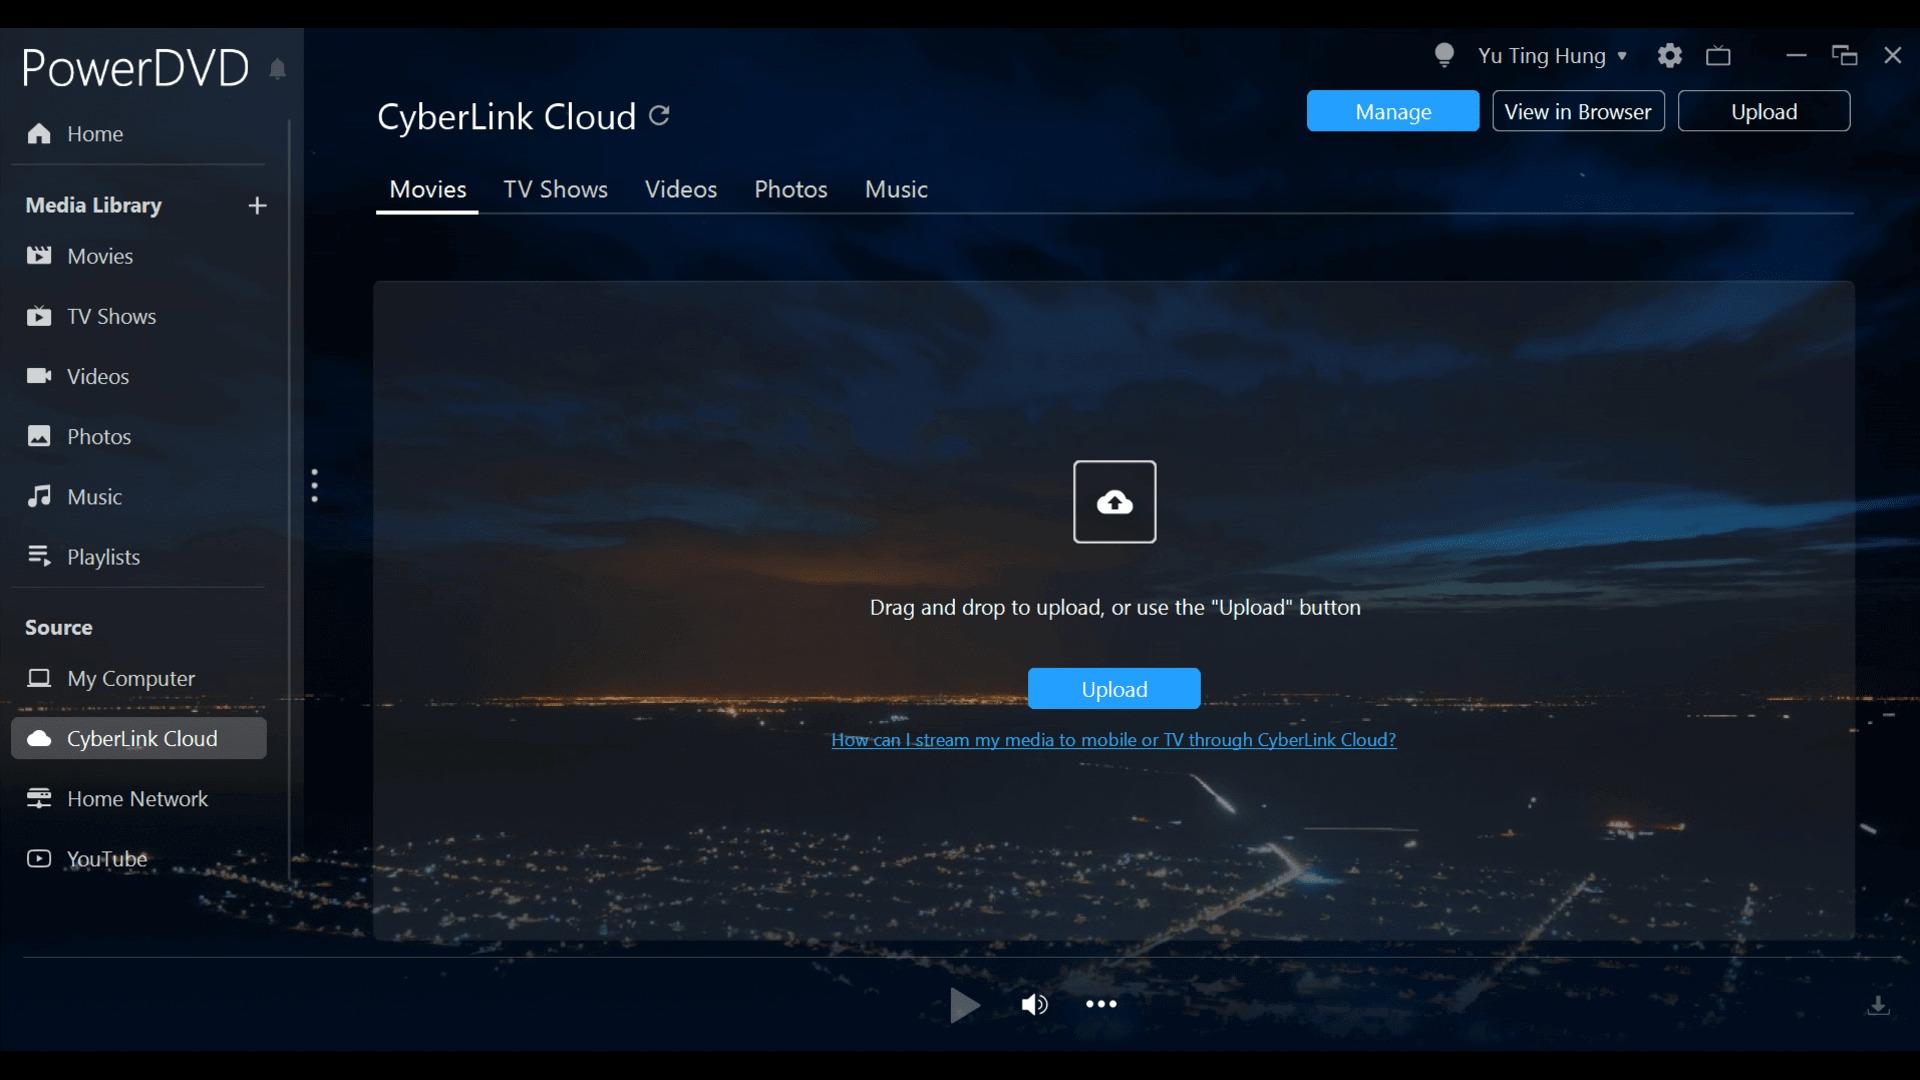 PowerDVD
Yu Ting Hung
CyberLink Cloud
Manage
View in Browser
Upload
Home
Movies
TV Shows
Videos
Photos
Music
Media Library
Movies
TV Shows
Videos
Photos
Music
Playlists
Source
My Computer
CyberLink Cloud
Home Network
YouTube
Drag and drop to upload, or use the "Upload" button
Upload
How can I stream my media to mobile or TV through CyberLink Cloud?